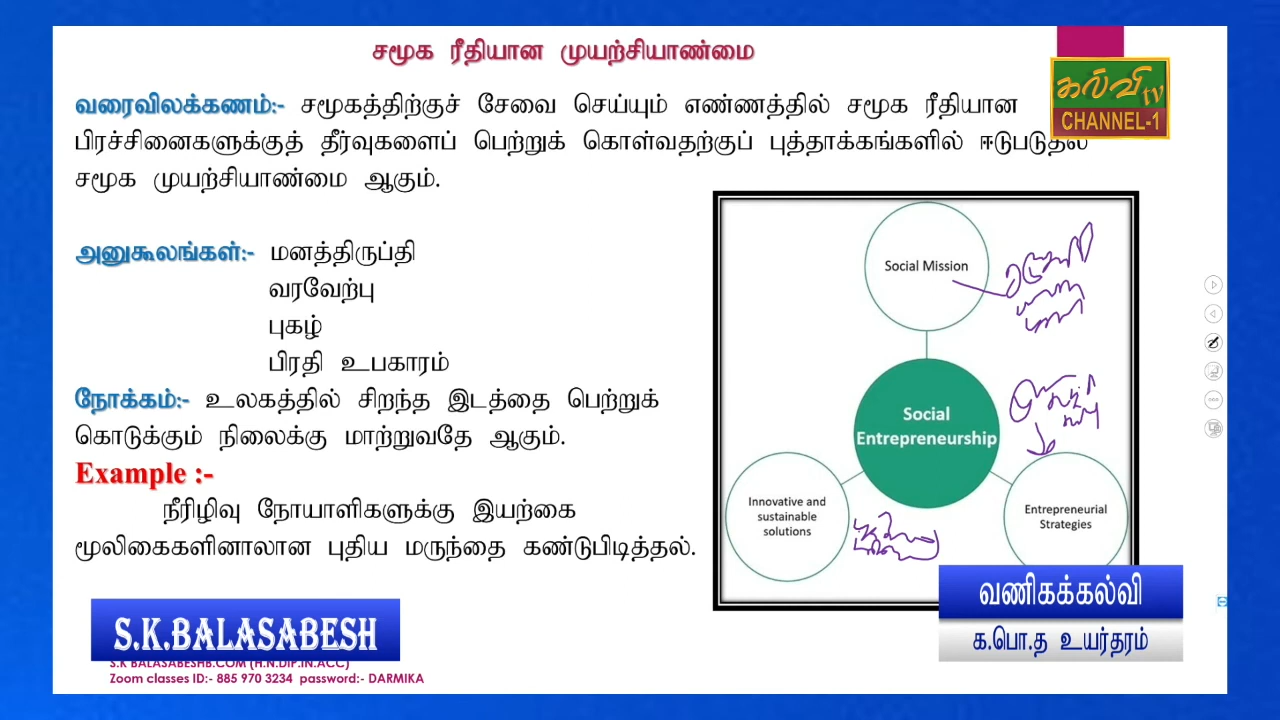 சமூக ரீதியான முயற்சியாண்மை
வரைவிலக்கணம்:- சமூகத்திற்குச் சேவை செய்யும் எண்ணத்தில் சமூக ரீதியான
பிரச்சினைகளுக்குத் தீர்வுகளைப் பெற்றுக் கொள்வதற்குப் புத்தாக்கங்களில் ஈடுபடுதல்
சமூக முயற்சியாண்மை ஆகும்.
கல்வி tv
CHANNEL-1
அனுகூலங்கள்:- மனத்திருப்தி
வரவேற்பு
புகழ்
பிரதி உபகாரம்
நோக்கம்:- உலகத்தில் சிறந்த இடத்தை பெற்றுக்
கொடுக்கும் நிலைக்கு மாற்றுவதே ஆகும்.
Example :-
நீரிழிவு நோயாளிகளுக்கு இயற்கை
மூலிகைகளினாலான புதிய மருந்தை கண்டுபிடித்தல்.
Social Mission
Social
Entrepreneurship
Innovative and
sustainable
solutions
Entrepreneurial
Strategies
வணிகக்கல்வி
க.பொ.த உயர்தரம்
S.K.BALASABESH
S.K BALASABESHB.COM (H.N.DIP.IN.ACC)
Zoom classes ID:- 885 970 3234 password:- DARMIKA